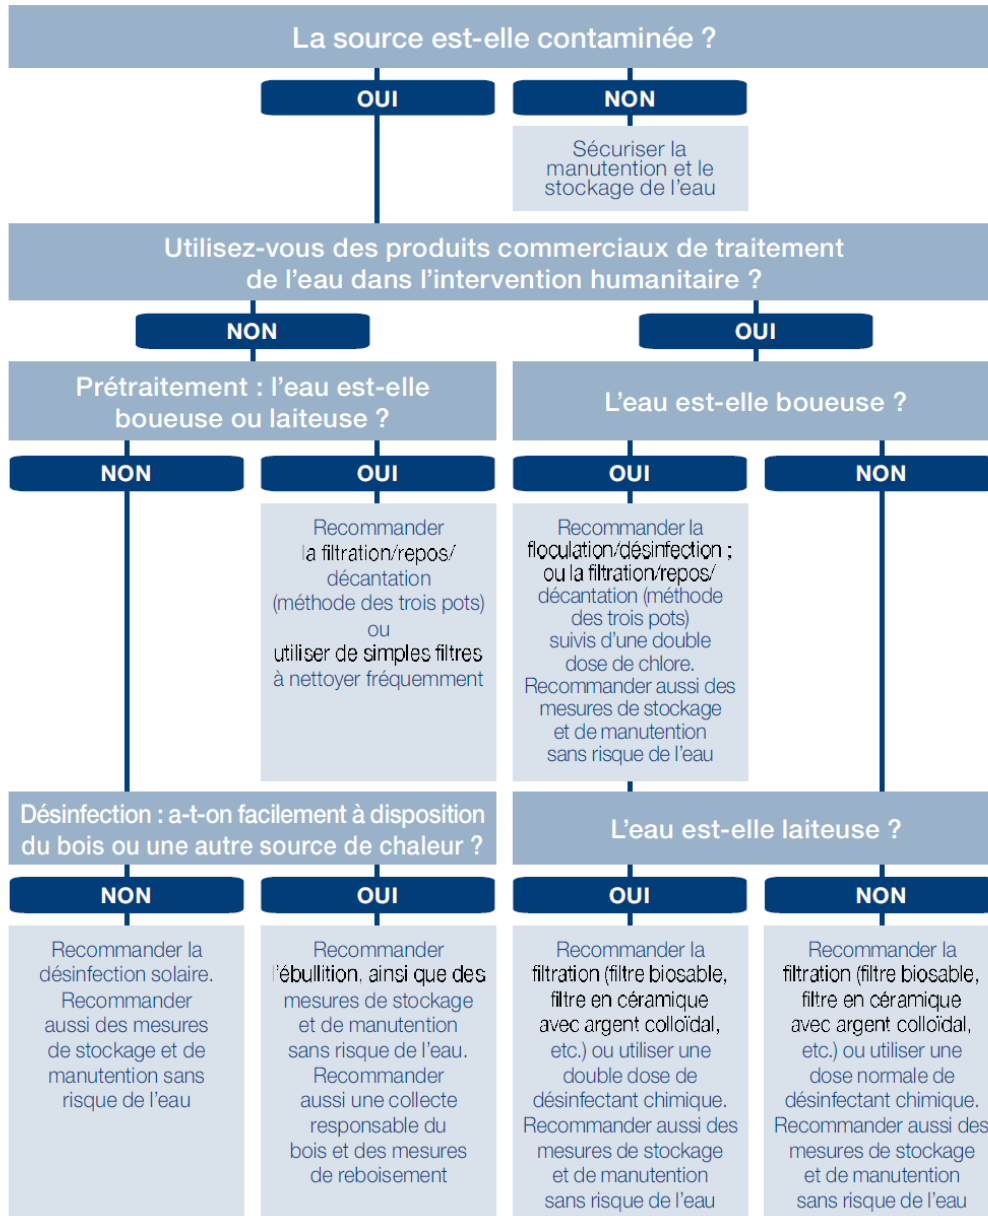 La source est-elle contaminée ?
OUI
NON
Sécuriser la
manutention et le
stockage de l'eau
Utilisez-vous des produits commerciaux de traitement
de l'eau dans l'intervention humanitaire ?
NON
OUI
Prétraitement : l'eau est-elle
boueuse ou laiteuse ?
L'eau est-elle boueuse ?
NON
OUI
OUI
NON
Recommander
la filtration/repos/
décantation
(méthode des trois pots)
ou
utiliser de simples filtres
à nettoyer fréquemment
Recommander la
floculation/désinfection ;
ou la filtration/repos/
décantation (méthode
des trois pots)
suivis d'une double
dose de chlore.
Recommander aussi des
mesures de stockage
et de manutention
sans risque de l'eau
Désinfection : a-t-on facilement à disposition
du bois ou une autre source de chaleur ?
L'eau est-elle laiteuse ?
NON
OUI
OUI
NON
Recommander la
désinfection solaire.
Recommander
aussi des mesures
de stockage et de
manutention sans
risque de l'eau
Recommander
l'ébullition, ainsi que des
mesures de stockage
et de manutention
sans risque de l'eau.
Recommander
aussi une collecte
responsable du
bois et des mesures
de reboisement
Recommander la
filtration (filtre biosable,
filtre en céramique
avec argent colloïdal,
etc.) ou utiliser une
double dose de
désinfectant chimique.
Recommander aussi des
mesures de stockage
et de manutention
sans risque de l'eau
Recommander la
filtration (filtre biosable,
filtre en céramique
avec argent colloïdal,
etc.) ou utiliser une
dose normale de
désinfectant chimique.
Recommander aussi des
mesures de stockage
et de manutention
sans risque de l'eau